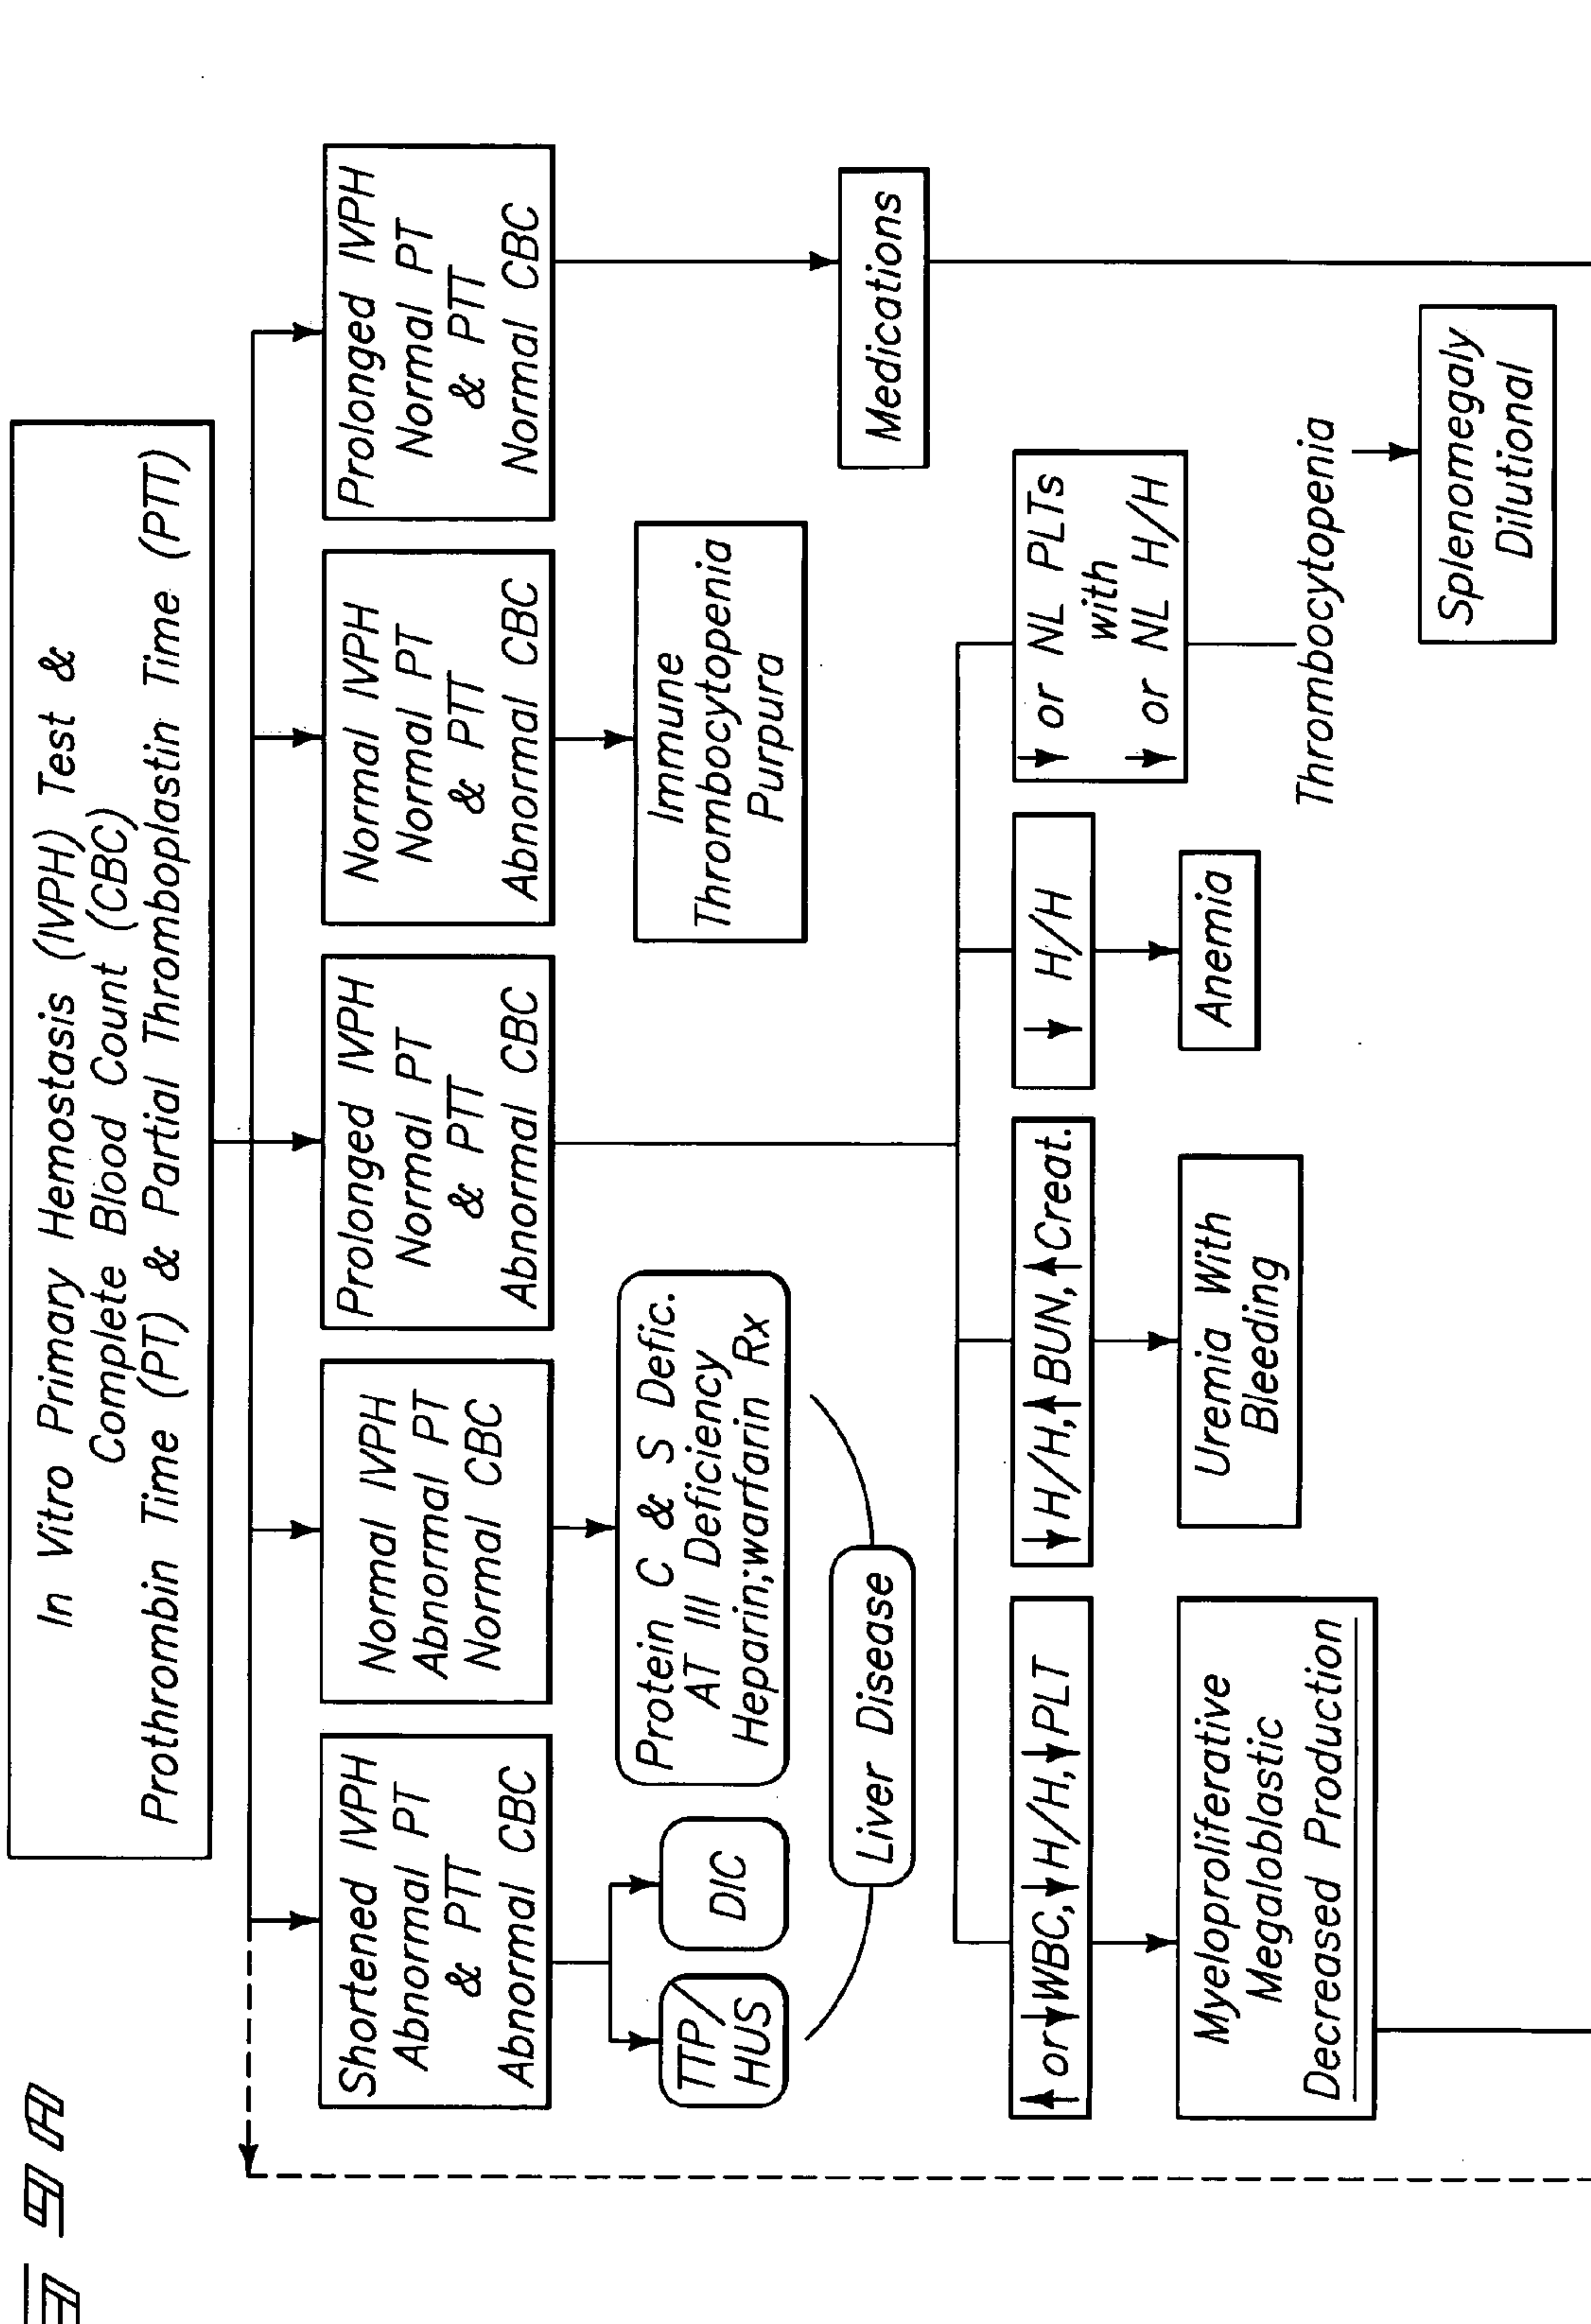 9A
In Vitro Primary Hemostasis (IVPH) Test &
Complete Blood Count (CBC)
Prothrombin Time (PT) & Partial Thromboplastin Time (PTT)
Shortened IVPH
Abnormal PT
& PTT
Abnormal CBC
Normal IVPH
Abnormal PT
Normal CBC
Prolonged IVPH
Normal PT
& PTT
Abnormal CBC
Normal IVPH
Normal PT
& PTT
Abnormal CBC
Prolonged IVPH
Normal PT
& PTT
Normal CBC
TTP/
HUS
DIC
Protein C & S Defic.
AT III Deficiency
Heparin;warfarin Rx
Immune
Thrombocytopenia
Purpura
Liver Disease
Medications
↑ or ↓ WBC, ↓ H/H, ↓ PLT
↓ H/H, ↑ BUN, ↑ Creat.
↓ H/H
↓ or NL PLTs
with
↓ or NL H/H
Myeloproliferative
Megaloblastic
Decreased Production
Uremia With
Bleeding
Anemia
Thrombocytopenia
Splenomegaly
Dilutional